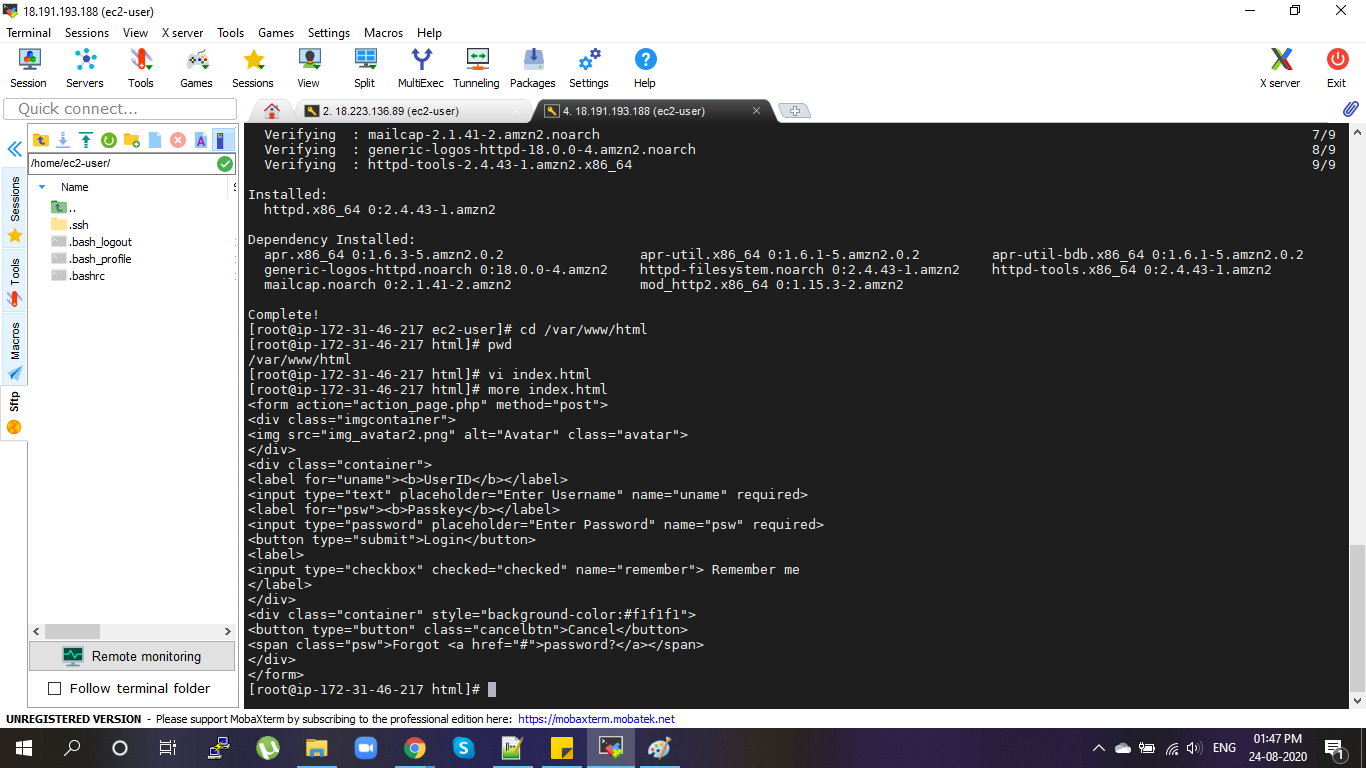 18.191.193.188 (ec2-user)
Terminal Sessions View X server Tools Games Settings Macros Help
Session Servers Tools Games Sessions View Split MultiExec Tunneling Packages Settings Help X server Exit
Quick connect...
2. 18.223.136.89 (ec2-user)
4. 18.191.193.188 (ec2-user)
/home/ec2-user/
Name
..
.ssh
.bash_logout
.bash_profile
.bashrc
Sessions
Tools
Macros
Sftp
Remote monitoring
Follow terminal folder
Verifying : mailcap-2.1.41-2.amzn2.noarch 7/9
Verifying : generic-logos-httpd-18.0.0-4.amzn2.noarch 8/9
Verifying : httpd-tools-2.4.43-1.amzn2.x86_64 9/9
Installed:
httpd.x86_64 0:2.4.43-1.amzn2
Dependency Installed:
apr.x86_64 0:1.6.3-5.amzn2.0.2 apr-util.x86_64 0:1.6.1-5.amzn2.0.2 apr-util-bdb.x86_64 0:1.6.1-5.amzn2.0.2
generic-logos-httpd.noarch 0:18.0.0-4.amzn2 httpd-filesystem.noarch 0:2.4.43-1.amzn2 httpd-tools.x86_64 0:2.4.43-1.amzn2
mailcap.noarch 0:2.1.41-2.amzn2 mod_http2.x86_64 0:1.15.3-2.amzn2
Complete!
[root@ip-172-31-46-217 ec2-user]# cd /var/www/html
[root@ip-172-31-46-217 html]# pwd
/var/www/html
[root@ip-172-31-46-217 html]# vi index.html
[root@ip-172-31-46-217 html]# more index.html
<form action="action_page.php" method="post">
<div class="imgcontainer">
<img src="img_avatar2.png" alt="Avatar" class="avatar">
</div>
<div class="container">
<label for="uname"><b>UserID</b></label>
<input type="text" placeholder="Enter Username" name="uname" required>
<label for="psw"><b>Passkey</b></label>
<input type="password" placeholder="Enter Password" name="psw" required>
<button type="submit">Login</button>
<label>
<input type="checkbox" checked="checked" name="remember"> Remember me
</label>
</div>
<div class="container" style="background-color:#f1f1f1">
<button type="button" class="cancelbtn">Cancel</button>
<span class="psw">Forgot <a href="#">password?</a></span>
</div>
</form>
[root@ip-172-31-46-217 html]#
UNREGISTERED VERSION - Please support MobaXterm by subscribing to the professional edition here: https://mobaxterm.mobatek.net
ENG
01:47 PM
24-08-2020
1